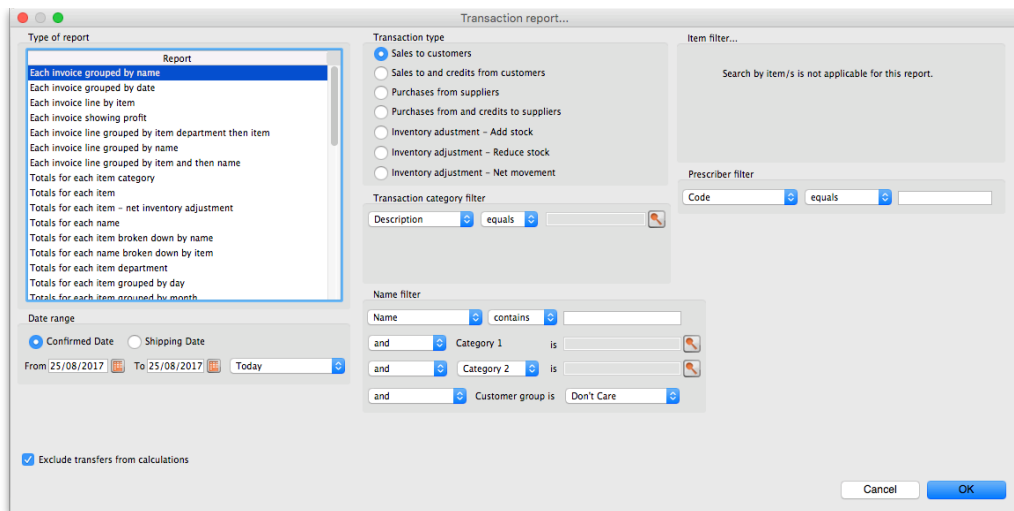 Transaction report...
Type of report
Report
Each invoice grouped by name
Each invoice grouped by date
Each invoice line by item
Each invoice showing profit
Each invoice line grouped by item department then item
Each invoice line grouped by name
Each invoice line grouped by item and then name
Totals for each item category
Totals for each item
Totals for each item - net inventory adjustment
Totals for each name
Totals for each item broken down by name
Totals for each name broken down by item
Totals for each item department
Totals for each item grouped by day
Totals for each item grouped by month
Date range
Confirmed Date Shipping Date
From 25/08/2017 To 25/08/2017 Today
Exclude transfers from calculations
Transaction type
Sales to customers
Sales to and credits from customers
Purchases from suppliers
Purchases from and credits to suppliers
Inventory adustment - Add stock
Inventory adjustment - Reduce stock
Inventory adjustment - Net movement
Transaction category filter
Description equals
Name filter
Name contains
and Category 1 is
and Category 2 is
and Customer group is Don't Care
Item filter...
Search by item/s is not applicable for this report.
Prescriber filter
Code equals
Cancel OK